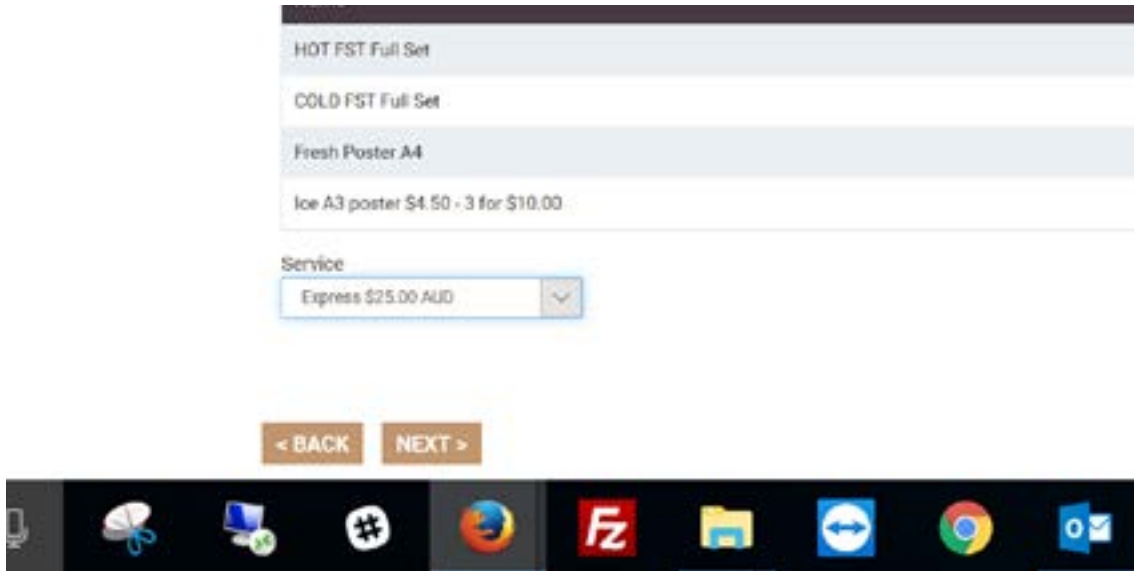 HOT FST Full Set
COLD FST Full Set
Fresh Poster A4
Ice A3 poster $4.50 - 3 for $10.00
Service
Express $25.00 AUD
< BACK
NEXT >
Fz